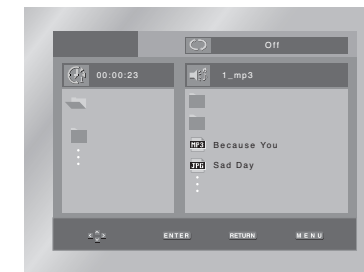 Off
00:00:23
1_mp3
MP3 Because You
JPG Sad Day
ENTER RETURN MENU